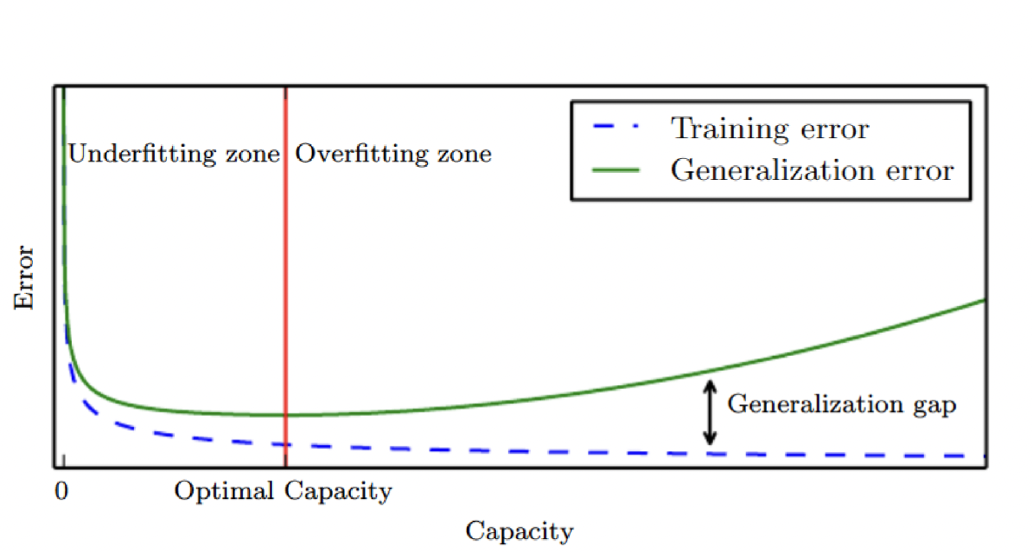 Underfitting zone
Overfitting zone
Training error
Generalization error
Error
Generalization gap
0
Optimal Capacity
Capacity